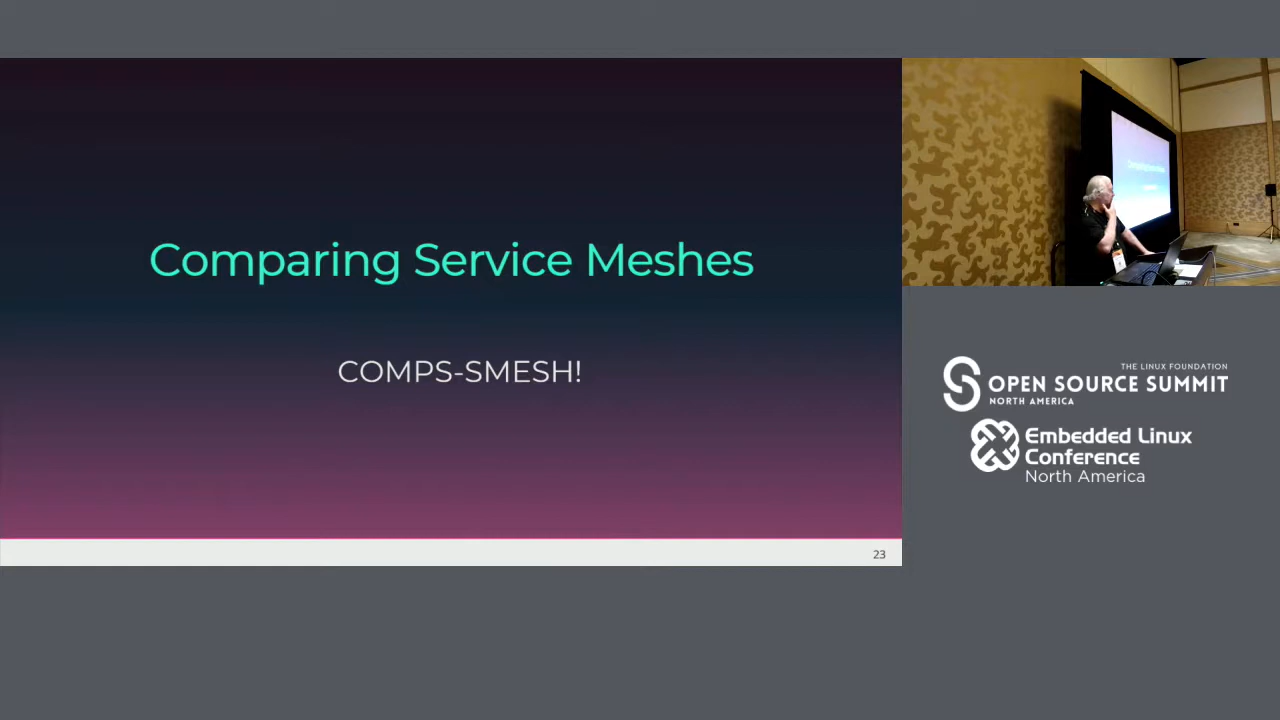 Comparing Service Meshes
COMPS-SMESH!
23
THE LINUX FOUNDATION
OPEN SOURCE SUMMIT
NORTH AMERICA
Embedded Linux
Conference
North America